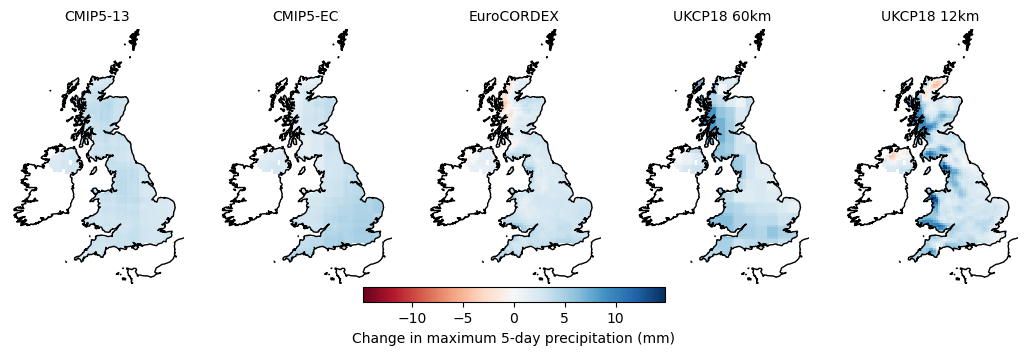 CMIP5-13 CMIP5-EC EuroCORDEX UKCP18 60km UKCP18 12km
−10 −5 0 5 10
Change in maximum 5-day precipitation (mm)